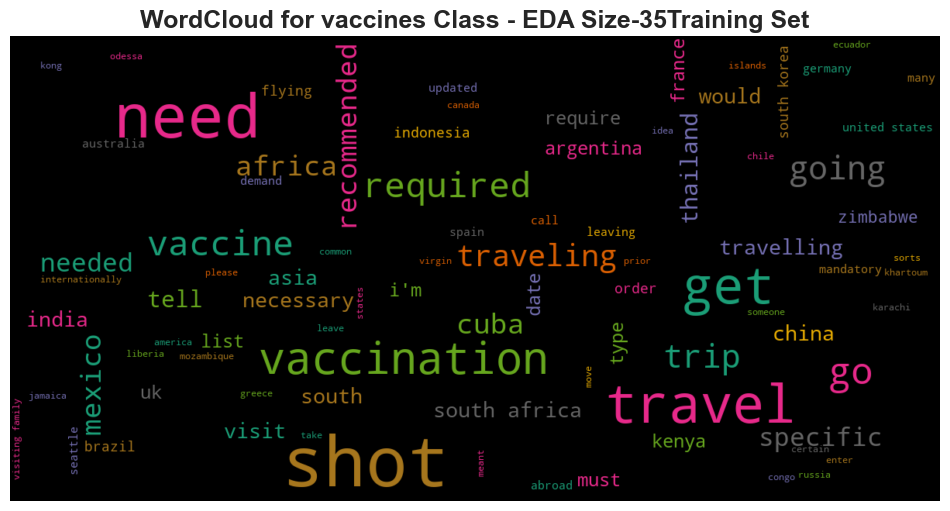 WordCloud for vaccines Class - EDA Size-35Training Set
kong
odessa
need
australia
flying
africa
demand
recommended
updated
canada
indonesia
required
require
argentina
france
islands
idea
would
south korea
ecuador
germany
many
united states
chile
going
thailand
zimbabwe
vaccine
needed
internationally
common
please
asia
necessary
tell
spain
call
leaving
traveling
virgin
prior
i'm
date
order
travelling
sorts
mandatory
khartoum
get
someone
karachi
india
mexico
america
list
leave
states
liberia
mozambique
cuba
vaccination
type
china
trip
go
move
jamaica
uk
greece
south
south africa
travel
visiting family
seattle
brazil
visit
take
shot
meant
kenya
specific
certain
enter
abroad
must
congo
russia